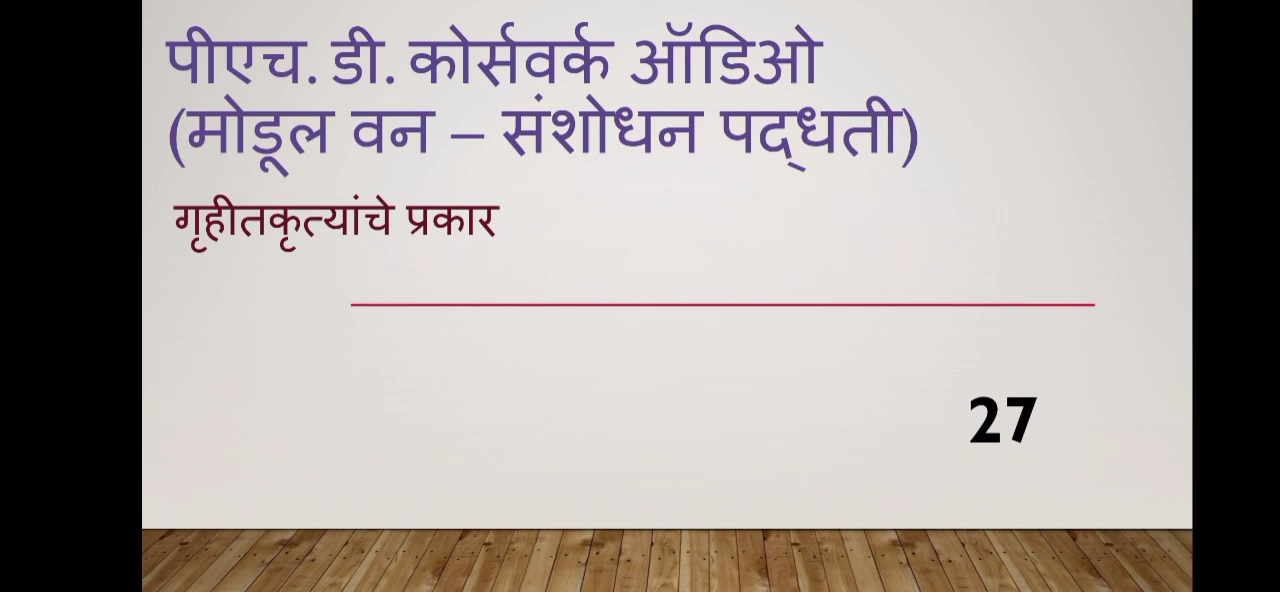 पीएच. डी. कोर्सवर्क ऑडिओ
(मोडूल वन – संशोधन पद्धती)
गृहीतकृत्यांचे प्रकार
27